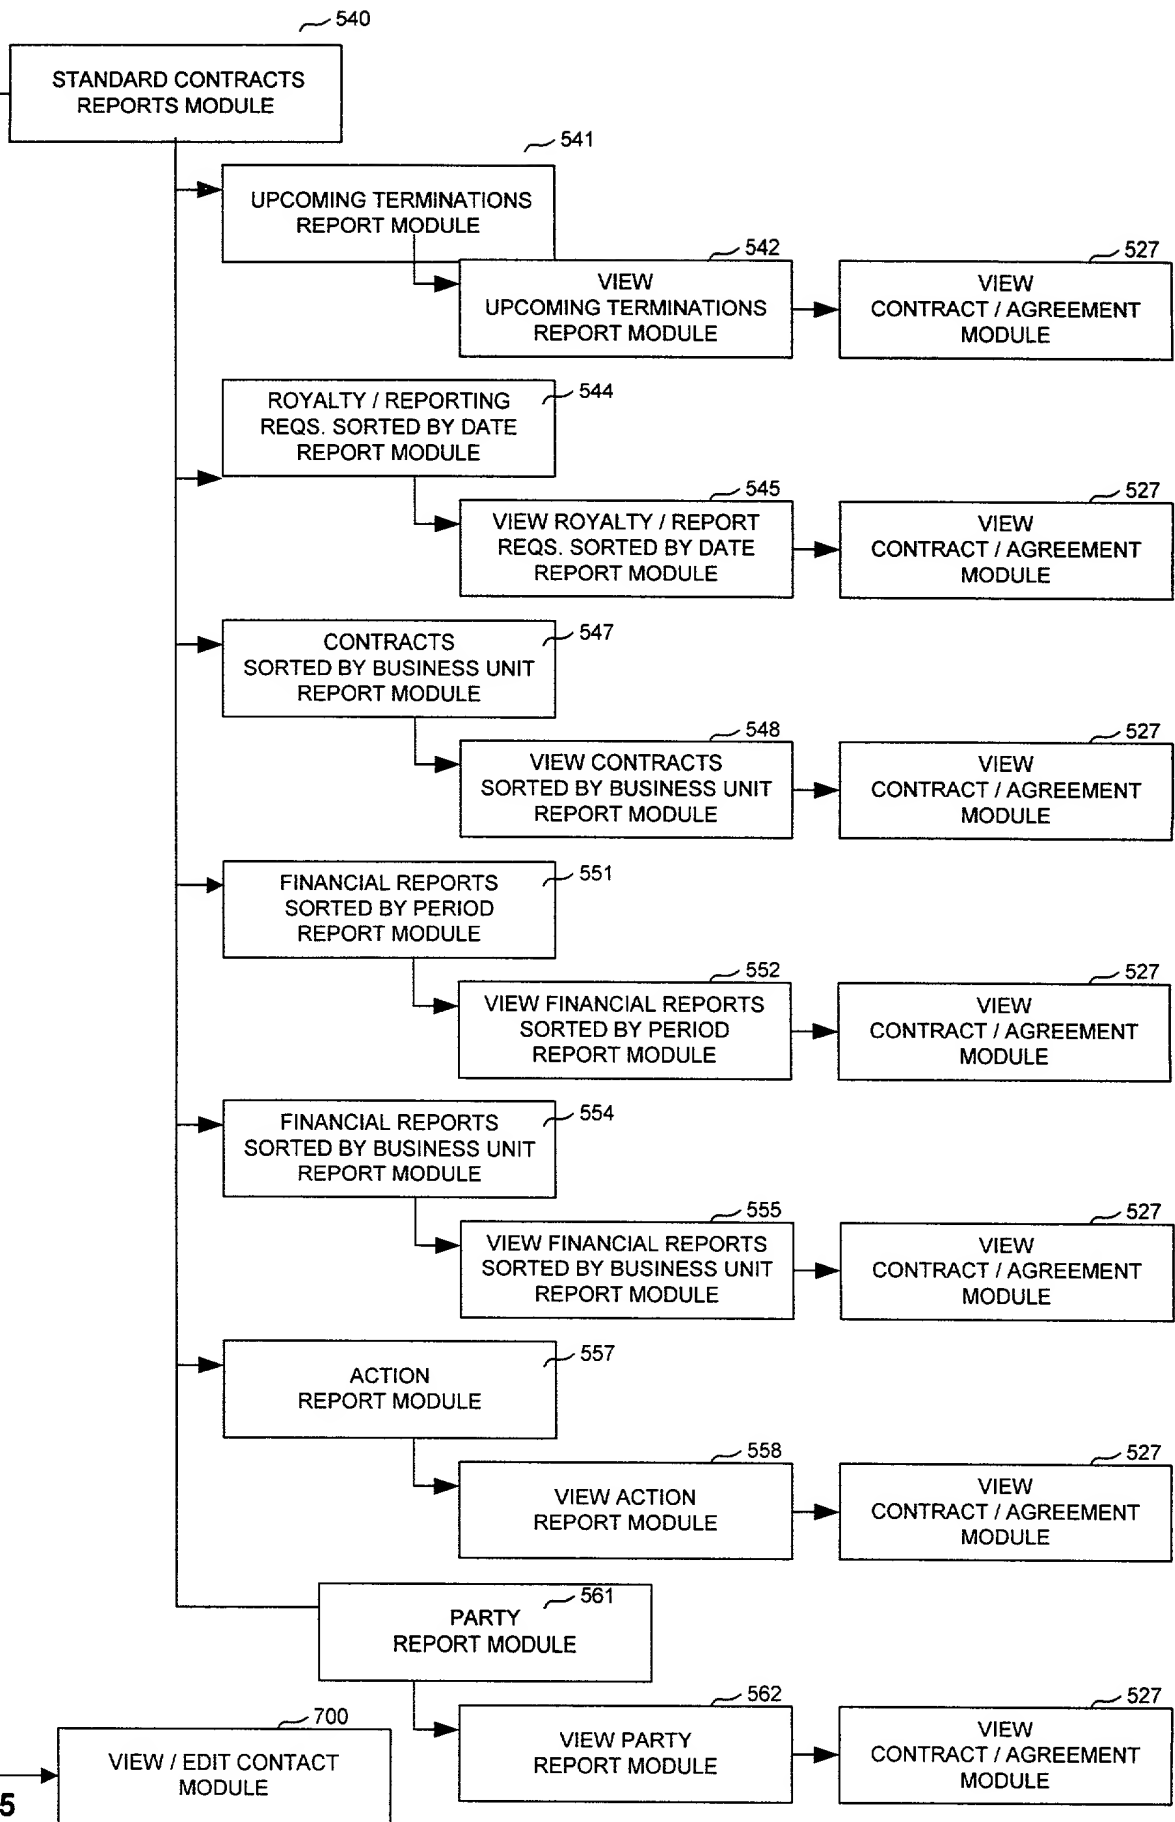 540
STANDARD CONTRACTS
REPORTS MODULE
541
UPCOMING TERMINATIONS
REPORT MODULE
542
VIEW
UPCOMING TERMINATIONS
REPORT MODULE
527
VIEW
CONTRACT / AGREEMENT
MODULE
544
ROYALTY / REPORTING
REQS. SORTED BY DATE
REPORT MODULE
545
VIEW ROYALTY / REPORT
REQS. SORTED BY DATE
REPORT MODULE
527
VIEW
CONTRACT / AGREEMENT
MODULE
547
CONTRACTS
SORTED BY BUSINESS UNIT
REPORT MODULE
548
VIEW CONTRACTS
SORTED BY BUSINESS UNIT
REPORT MODULE
527
VIEW
CONTRACT / AGREEMENT
MODULE
551
FINANCIAL REPORTS
SORTED BY PERIOD
REPORT MODULE
552
VIEW FINANCIAL REPORTS
SORTED BY PERIOD
REPORT MODULE
527
VIEW
CONTRACT / AGREEMENT
MODULE
554
FINANCIAL REPORTS
SORTED BY BUSINESS UNIT
REPORT MODULE
555
VIEW FINANCIAL REPORTS
SORTED BY BUSINESS UNIT
REPORT MODULE
527
VIEW
CONTRACT / AGREEMENT
MODULE
557
ACTION
REPORT MODULE
558
VIEW ACTION
REPORT MODULE
527
VIEW
CONTRACT / AGREEMENT
MODULE
561
PARTY
REPORT MODULE
562
VIEW PARTY
REPORT MODULE
527
VIEW
CONTRACT / AGREEMENT
MODULE
700
VIEW / EDIT CONTACT
MODULE
5